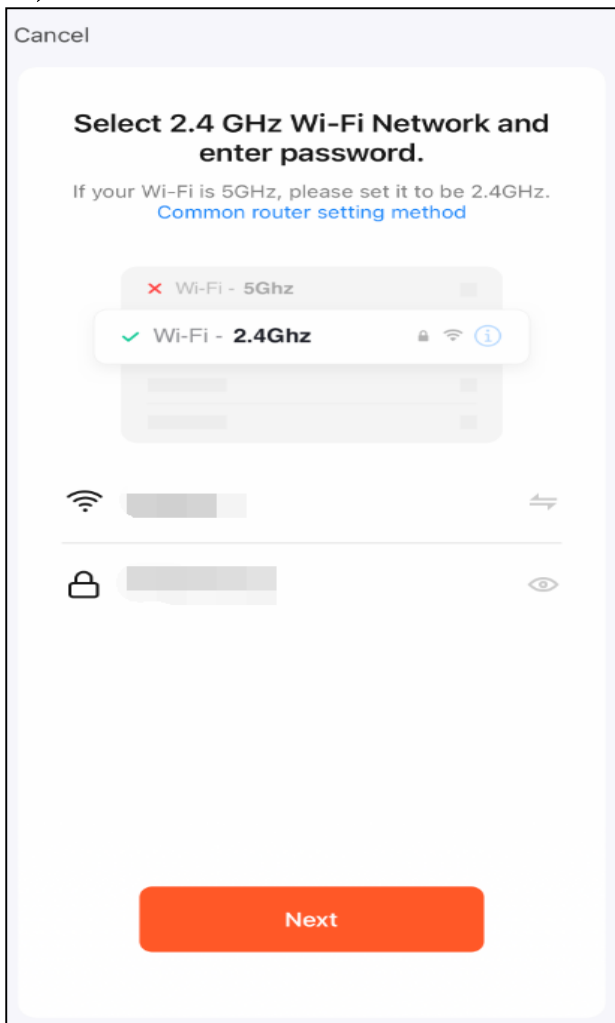 Cancel
Select 2.4 GHz Wi-Fi Network and
enter password.
If your Wi-Fi is 5GHz, please set it to be 2.4GHz.
Common router setting method
Wi-Fi - 5Ghz
Wi-Fi - 2.4Ghz
Next